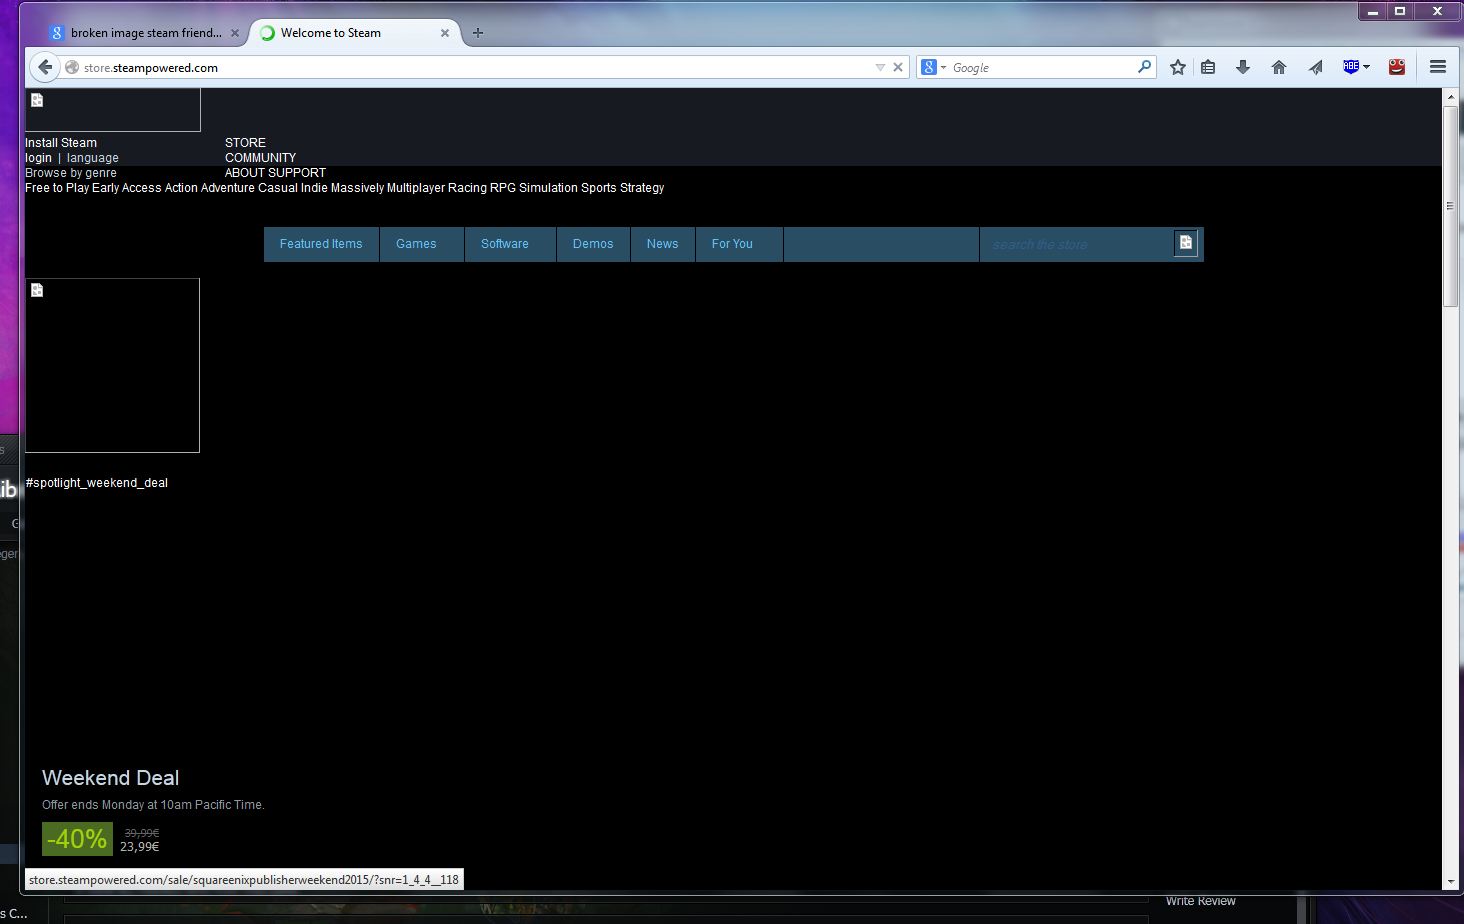 broken image steam friend...
Welcome to Steam
store.steampowered.com
Google
ABE
Install Steam
STORE
login | language
COMMUNITY
Browse by genre
ABOUT SUPPORT
Free to Play Early Access Action Adventure Casual Indie Massively Multiplayer Racing RPG Simulation Sports Strategy
Featured Items Games Software Demos News For You search the store
#spotlight_weekend_deal
Weekend Deal
Offer ends Monday at 10am Pacific Time.
-40% 39,99€
23,99€
store.steampowered.com/sale/squareenixpublisherweekend2015/?snr=1_4_4__118
s C...
Write Review